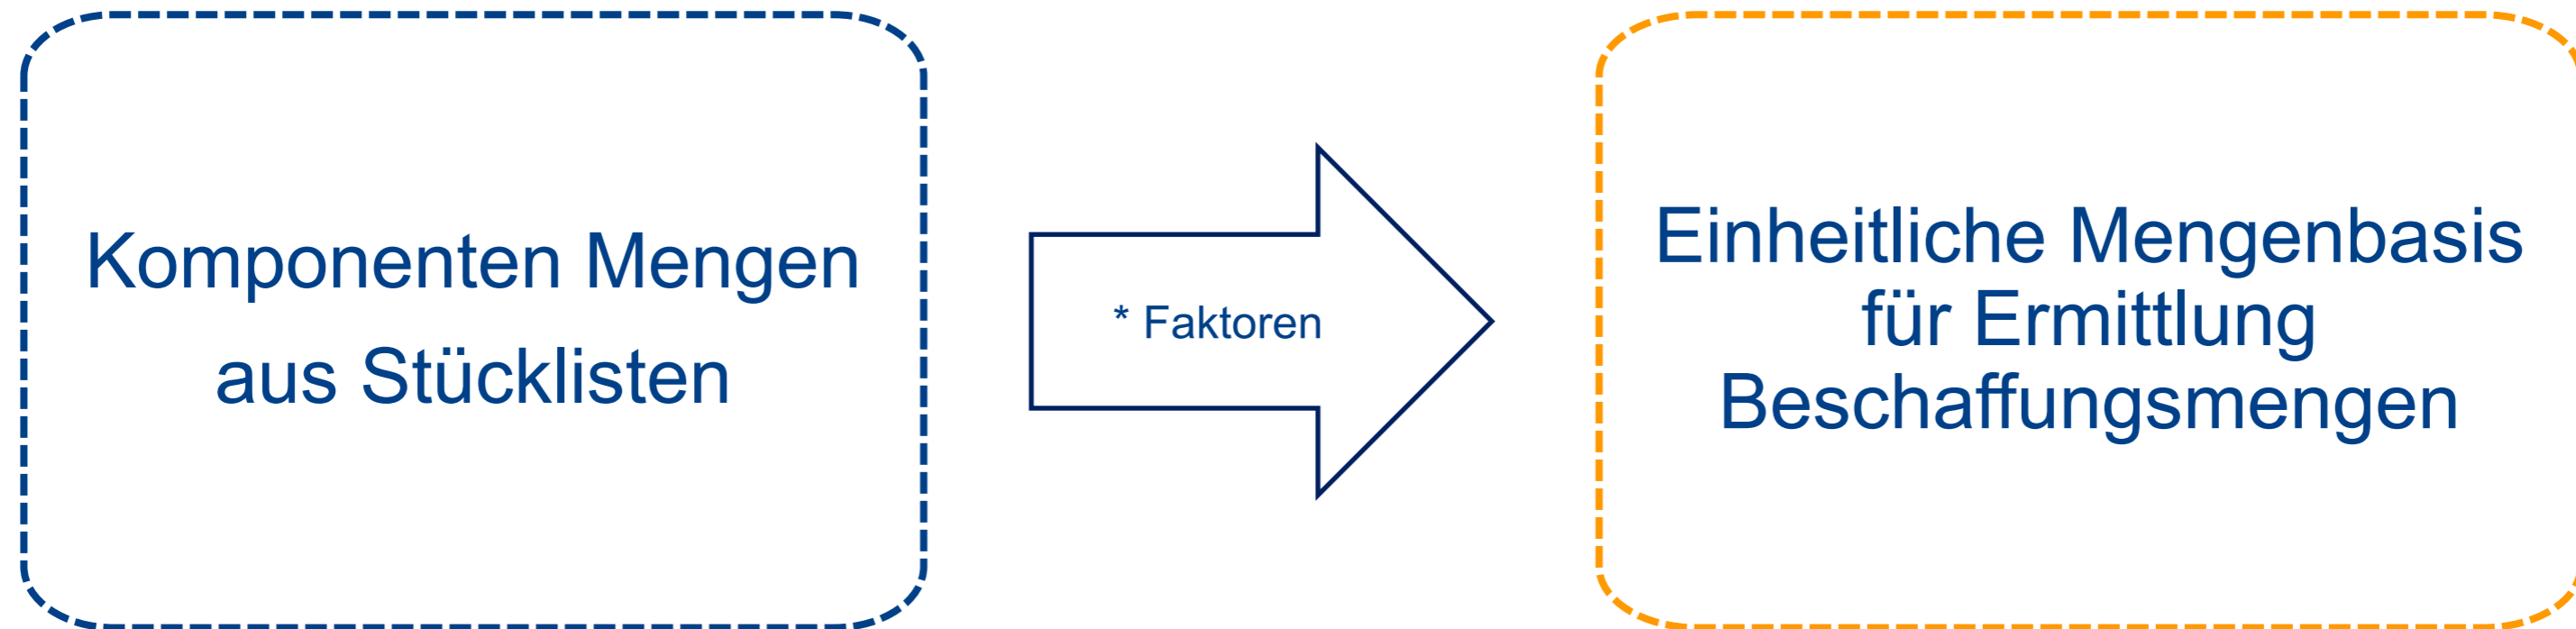 Komponenten Mengen
aus Stücklisten
* Faktoren
Einheitliche Mengenbasis
für Ermittlung
Beschaffungsmengen